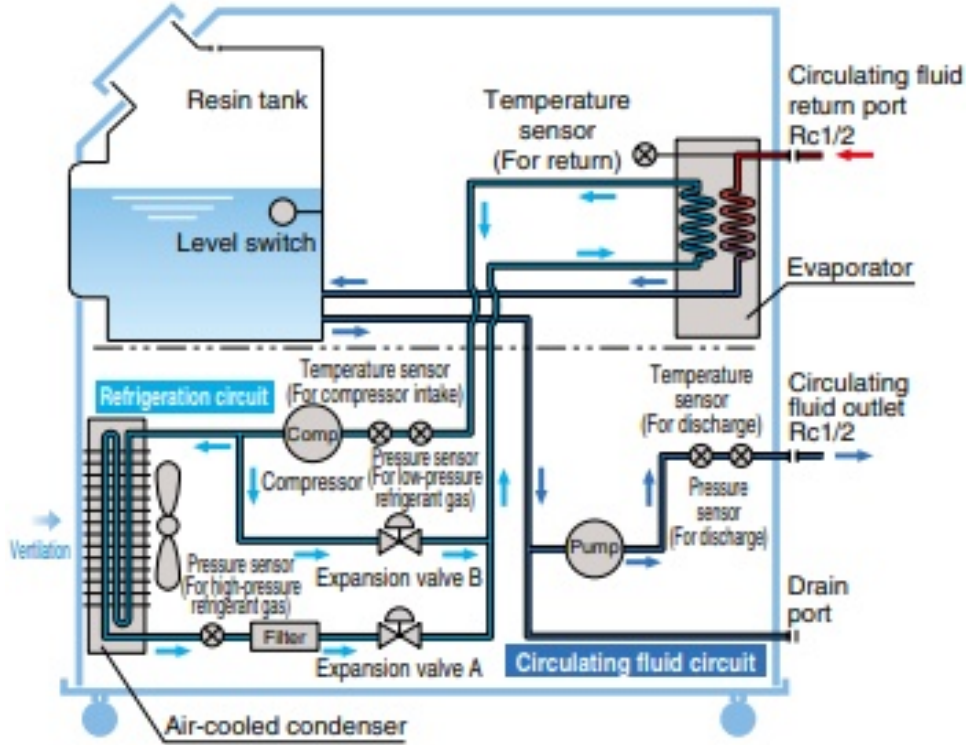 Resin tank
Level switch
Temperature
sensor
(For return)
Circulating fluid
return port
Rc1/2
Evaporator
Refrigeration circuit
Temperature sensor
(For compressor intake)
Comp
Compressor
Pressure sensor
(For low-pressure
refrigerant gas)
Temperature
sensor
(For discharge)
Circulating
fluid outlet
Rc1/2
Pressure
sensor
(For discharge)
Pump
Ventilation
Pressure sensor
(For high-pressure
refrigerant gas)
Expansion valve B
Filter
Expansion valve A
Circulating fluid circuit
Drain
port
Air-cooled condenser